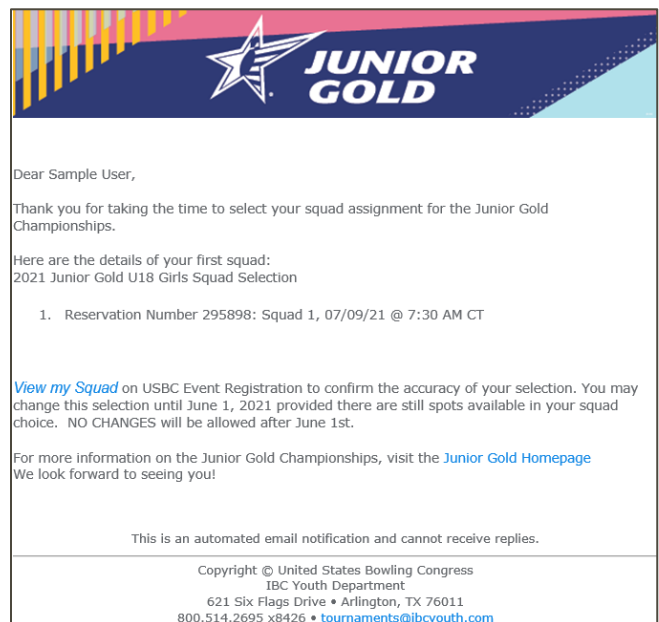 JUNIOR
GOLD
Dear Sample User,
Thank you for taking the time to select your squad assignment for the Junior Gold
Championships.
Here are the details of your first squad:
2021 Junior Gold U18 Girls Squad Selection
1. Reservation Number 295898: Squad 1, 07/09/21 @ 7:30 AM CT
View my Squad on USBC Event Registration to confirm the accuracy of your selection. You may
change this selection until June 1, 2021 provided there are still spots available in your squad
choice. NO CHANGES will be allowed after June 1st.
For more information on the Junior Gold Championships, visit the Junior Gold Homepage
We look forward to seeing you!
This is an automated email notification and cannot receive replies.
Copyright © United States Bowling Congress
IBC Youth Department
621 Six Flags Drive • Arlington, TX 76011
800.514.2695 x8426 • tournaments@ibcyouth.com